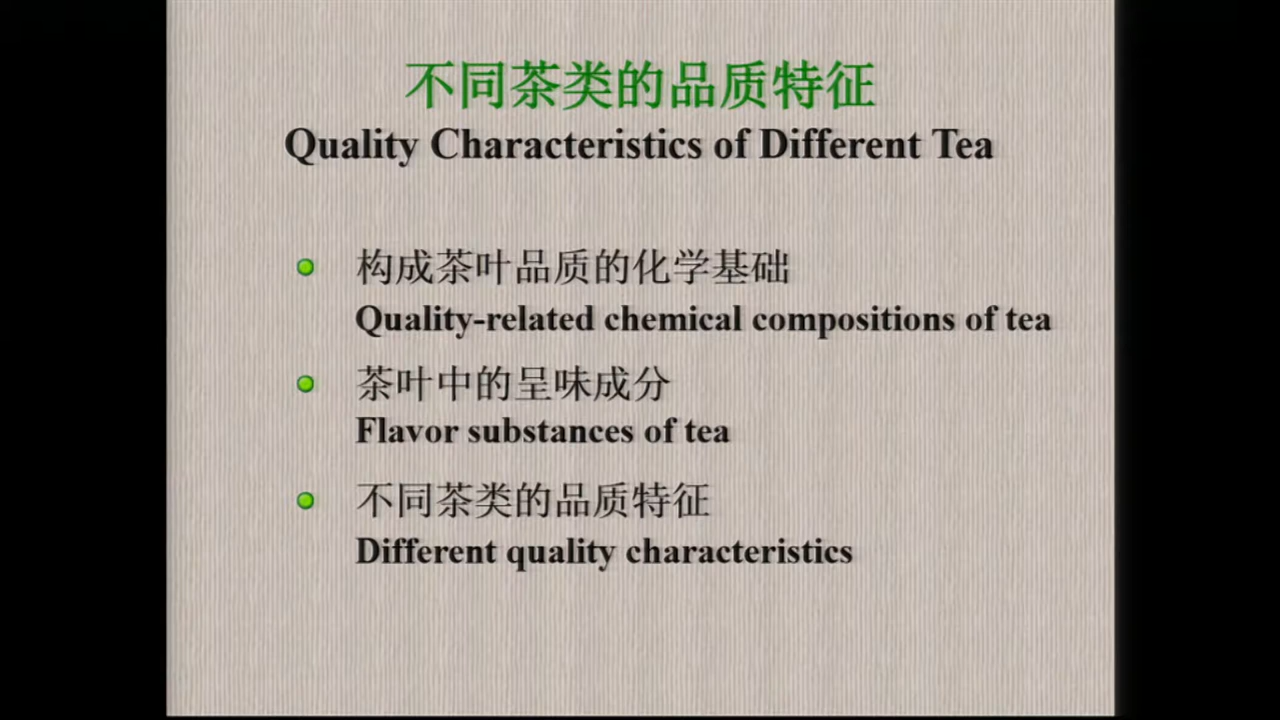 不同茶类的品质特征
Quality Characteristics of Different Tea
构成茶叶品质的化学基础
Quality-related chemical compositions of tea
茶叶中的呈味成分
Flavor substances of tea
不同茶类的品质特征
Different quality characteristics